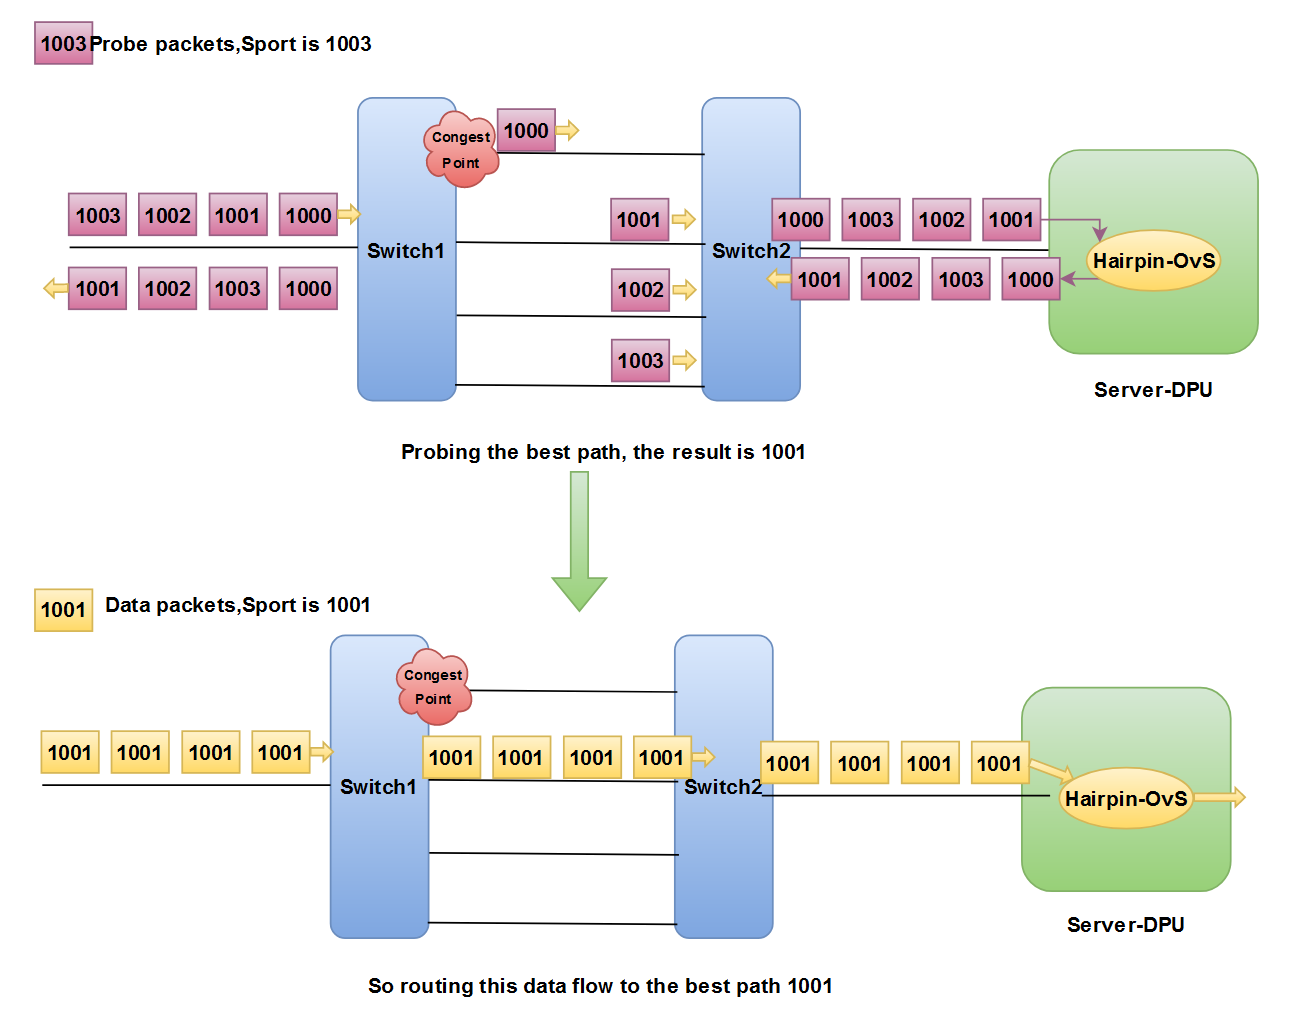 1003 Probe packets,Sport is 1003
Congest
Point
1000
1003 1002 1001 1000
1001
1000 1003 1002 1001
Switch1
Switch2
Hairpin-OvS
1001 1002 1003 1000
1002
1001 1002 1003 1000
1003
Server-DPU
Probing the best path, the result is 1001
1001 Data packets,Sport is 1001
Congest
Point
1001 1001 1001 1001
1001 1001 1001 1001
1001 1001 1001 1001
Switch1
Switch2
Hairpin-OvS
Server-DPU
So routing this data flow to the best path 1001